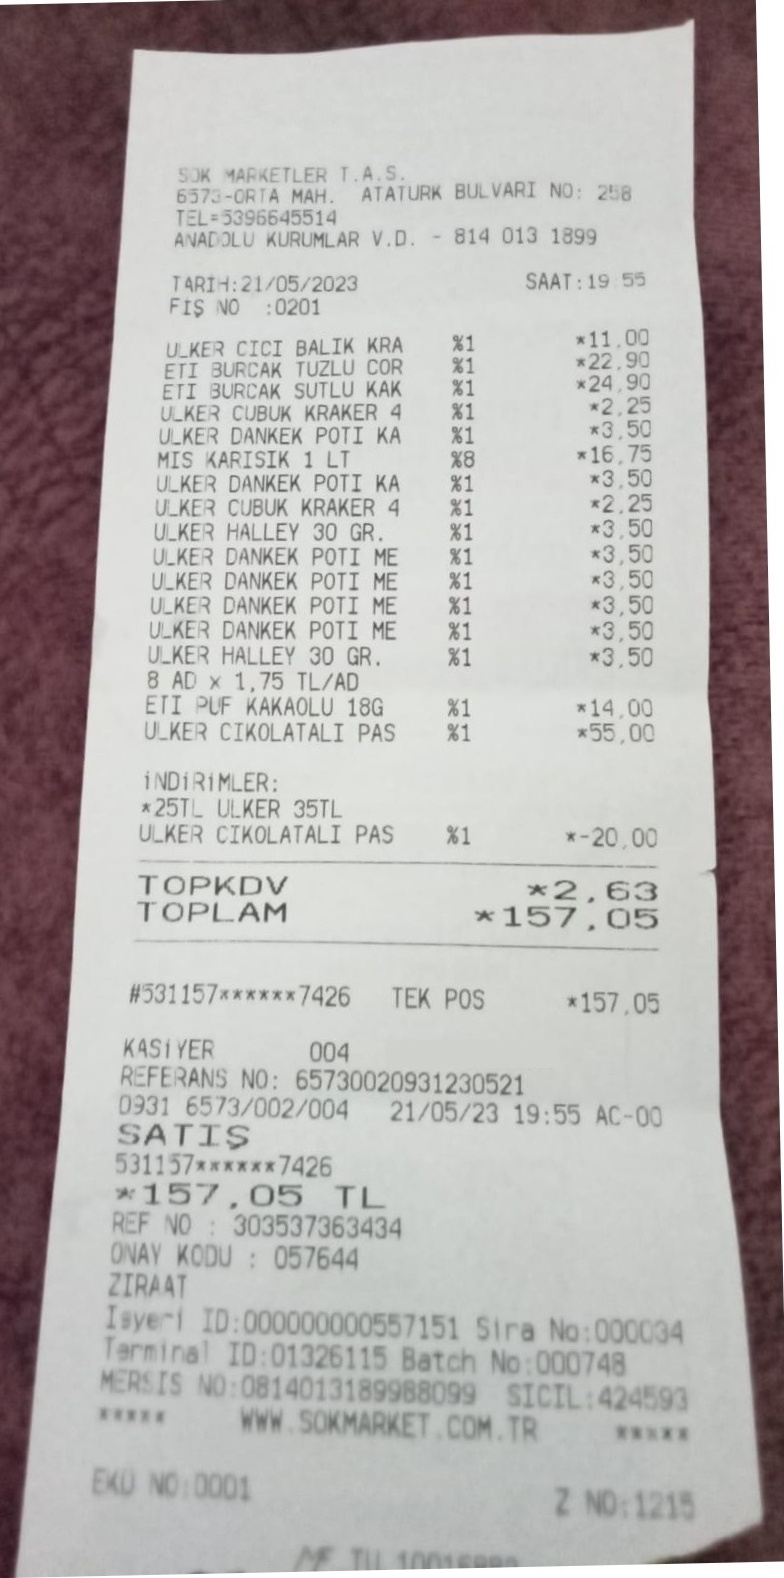 SOK MARKETLER T.A.S.
6573-ORTA MAH. ATATURK BULVARI NO: 258
TEL=5396645514
ANADOLU KURUMLAR V.D. - 814 013 1899
TARIH:21/05/2023 SAAT:19 55
FIŞ NO :0201
ULKER CICI BALIK KRA %1 *11,00
ETI BURCAK TUZLU COR %1 *22,90
ETI BURCAK SUTLU KAK %1 *24,90
ULKER CUBUK KRAKER 4 %1 *2,25
ULKER DANKEK POTI KA %1 *3,50
MIS KARISIK 1 LT %8 *16,75
ULKER DANKEK POTI KA %1 *3,50
ULKER CUBUK KRAKER 4 %1 *2,25
ULKER HALLEY 30 GR. %1 *3,50
ULKER DANKEK POTI ME %1 *3,50
ULKER DANKEK POTI ME %1 *3,50
ULKER DANKEK POTI ME %1 *3,50
ULKER DANKEK POTI ME %1 *3,50
ULKER HALLEY 30 GR. %1 *3,50
8 AD x 1,75 TL/AD
ETI PUF KAKAOLU 18G %1 *14,00
ULKER CIKOLATALI PAS %1 *55,00
İNDİRİMLER:
*25TL ULKER 35TL
ULKER CIKOLATALI PAS %1 *-20,00
TOPKDV *2,63
TOPLAM *157,05
#531157******7426 TEK POS *157,05
KASİYER 004
REFERANS NO: 65730020931230521
0931 6573/002/004 21/05/23 19:55 AC-00
SATIŞ
531157******7426
*157,05 TL
REF NO : 303537363434
ONAY KODU : 057644
ZIRAAT
Isyeri ID:000000000557151 Sira No:000034
Terminal ID:01326115 Batch No:000748
MERSIS NO:0814013189988099 SICIL:424593
***** WWW.SOKMARKET.COM.TR *****
EKU NO:0001 Z NO:1215
MF TU